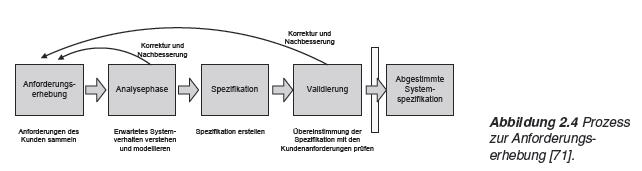 Korrektur und
Nachbesserung
Korrektur und
Nachbesserung
Anforderungs-
erhebung
Analysephase
Spezifikation
Validierung
Abgestimmte
System-
spezifikation
Anforderungen des
Kunden sammeln
Erwartetes System-
verhalten verstehen
und modellieren
Spezifikation erstellen
Übereinstimmung der
Spezifikation mit den
Kundenanforderungen prüfen
Abbildung 2.4 Prozess
zur Anforderungs-
erhebung [71].